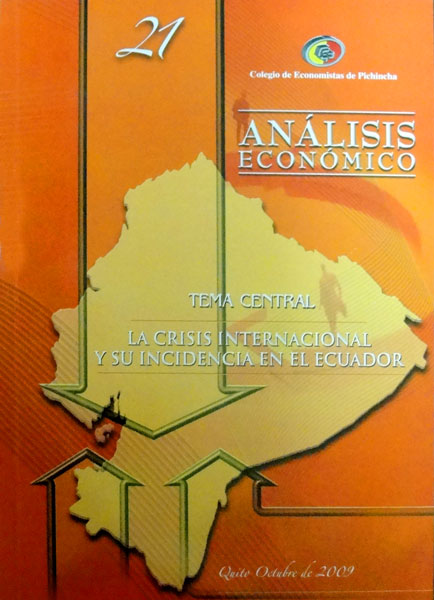 21
Colegio de Economistas de Pichincha
ANÁLISIS
ECONÓMICO
TEMA CENTRAL
LA CRISIS INTERNACIONAL
Y SU INCIDENCIA EN EL ECUADOR
Quito Octubre de 2009